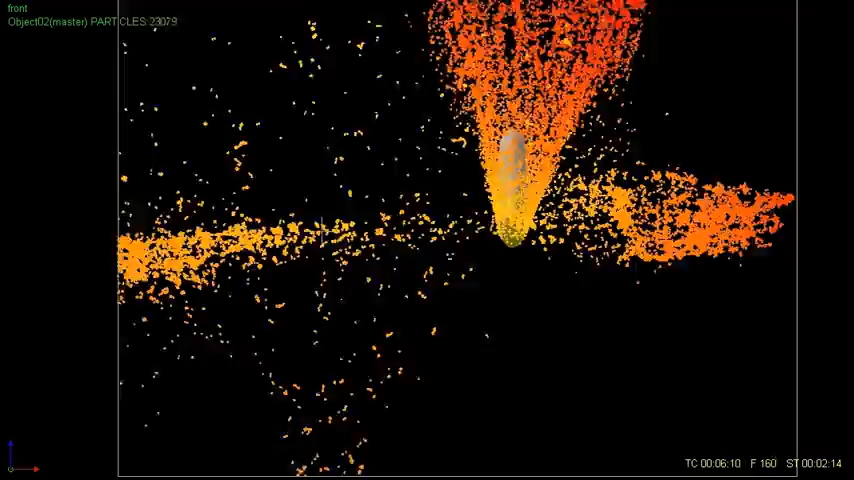 front
Object02(master) PARTICLES:23079
TC 00:06:10 F 160 ST 00:02:14